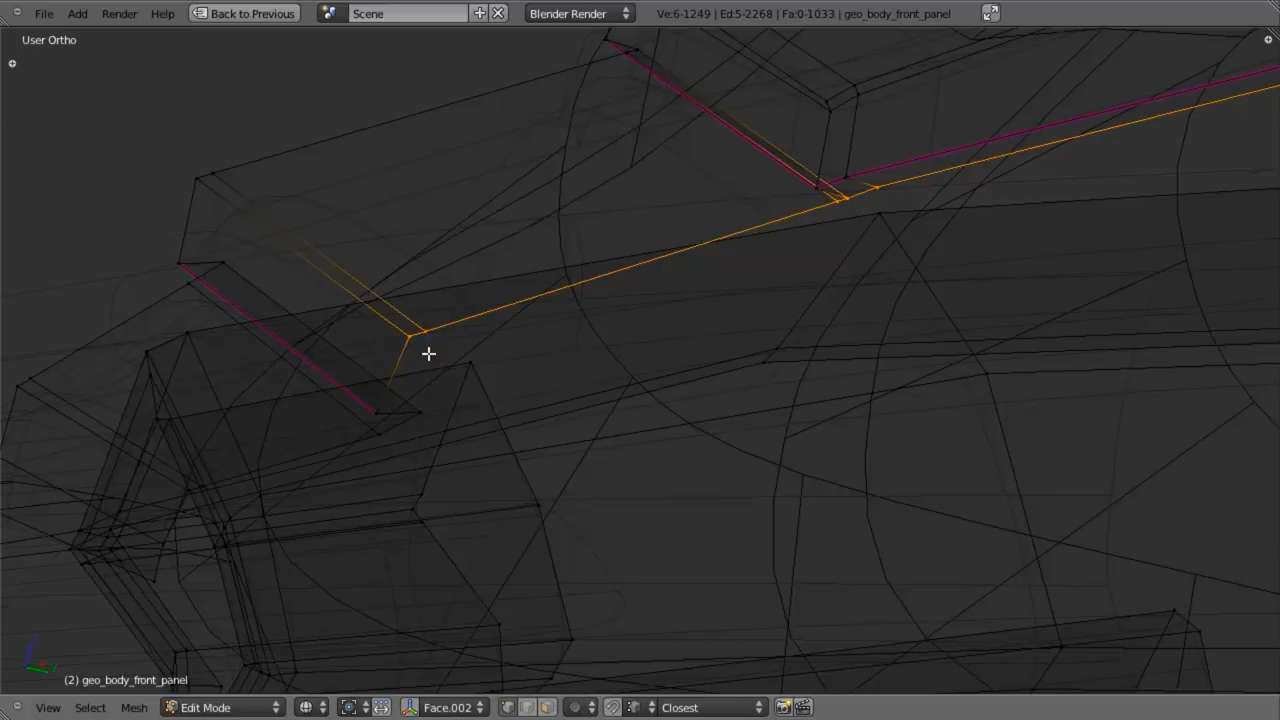 File Add Render Help Back to Previous Scene Blender Render Ve:6-1249 | Ed:5-2268 | Fa:0-1033 | geo_body_front_panel
User Ortho
(2) geo_body_front_panel
View Select Mesh Edit Mode Face.002 Closest